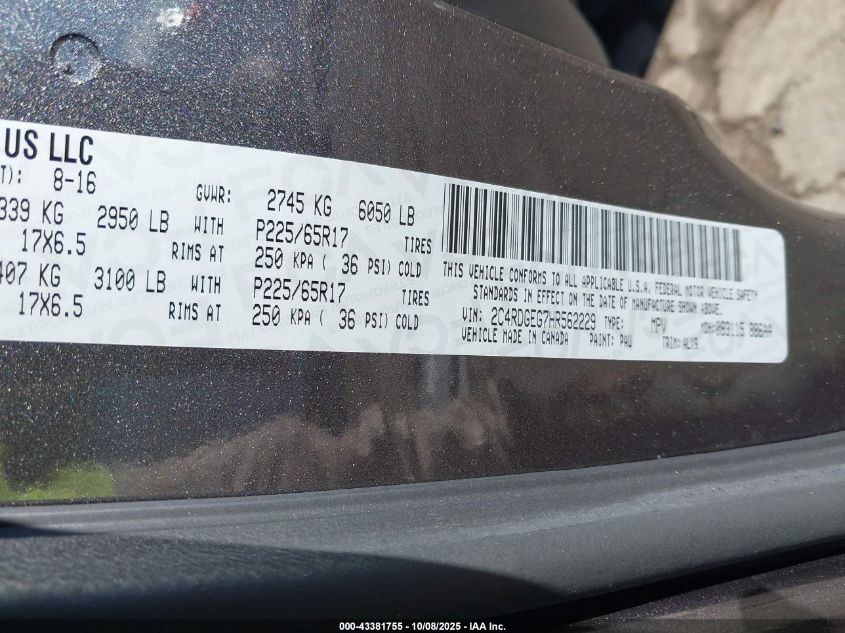 US LLC
T): 8-16 GVWR: 2745 KG 6050 LB
339 KG 2950 LB WITH P225/65R17 TIRES
17X6.5 RIMS AT 250 KPA ( 36 PSI) COLD
407 KG 3100 LB WITH P225/65R17 TIRES
17X6.5 RIMS AT 250 KPA ( 36 PSI) COLD
THIS VEHICLE CONFORMS TO ALL APPLICABLE U.S.A. FEDERAL MOTOR VEHICLE SAFETY
STANDARDS IN EFFECT ON THE DATE OF MANUFACTURE SHOWN ABOVE.
VIN: 2C4RDGEG7HR562229 TYPE: MPV MDH:
VEHICLE MADE IN CANADA PAINT: PAU TRIM:
000-43381755 - 10/08/2025 - IAA Inc.